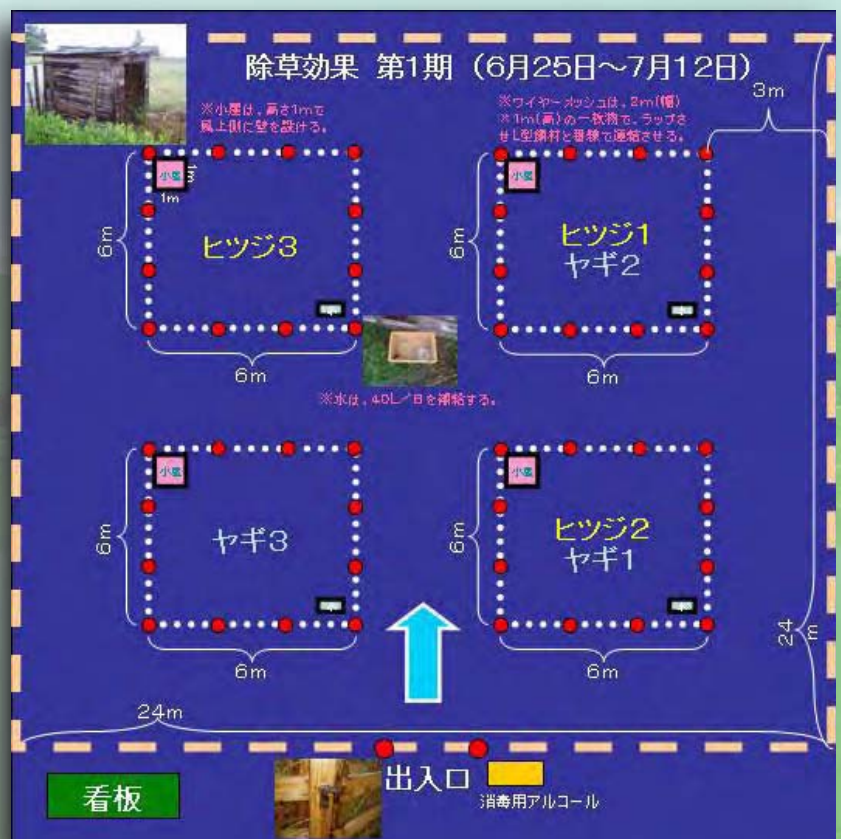 除草効果 第1期 (6月25日～7月12日)
※小屋は、高さ1mで
風上側に壁を設ける。
※ワイヤーメッシュは、2m(幅)
※1m(高)の一枚物で、ラップさ
せL型鋼材と番線で連結させる。
3m
小屋
1m
1m
6m
ヒツジ3
6m
小屋
6m
ヒツジ1
ヤギ2
6m
※水は、40L/日を補給する。
小屋
6m
ヤギ3
6m
小屋
6m
ヒツジ2
ヤギ1
6m
24m
24m
看板
出入口
消毒用アルコール